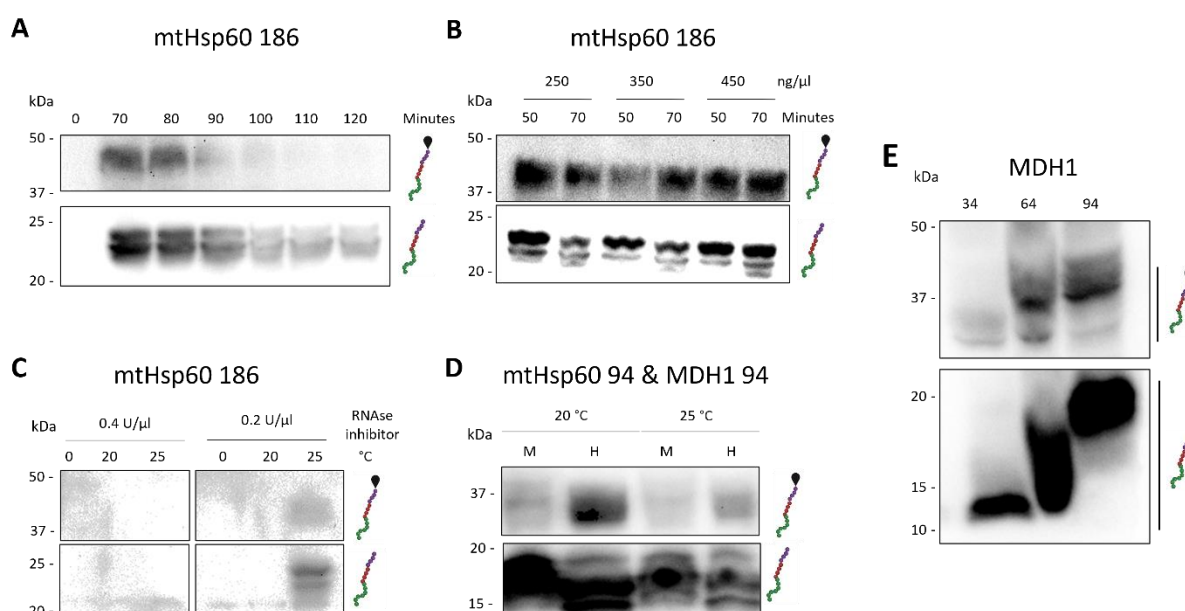 A
mtHsp60 186
kDa
0 70 80 90 100 110 120 Minutes
50 -
37 -
25 -
20 -
B
mtHsp60 186
250 350 450 ng/µl
kDa
50 70 50 70 50 70 Minutes
50 -
37 -
25 -
20 -
C
mtHsp60 186
0.4 U/µl 0.2 U/µl RNAse
inhibitor
kDa
0 20 25 0 20 25 °C
50 -
37 -
25 -
20 -
D
mtHsp60 94 & MDH1 94
20 °C 25 °C
kDa
M H M H
37 -
20 -
15 -
E
MDH1
kDa
34 64 94
50 -
37 -
20 -
15 -
10 -